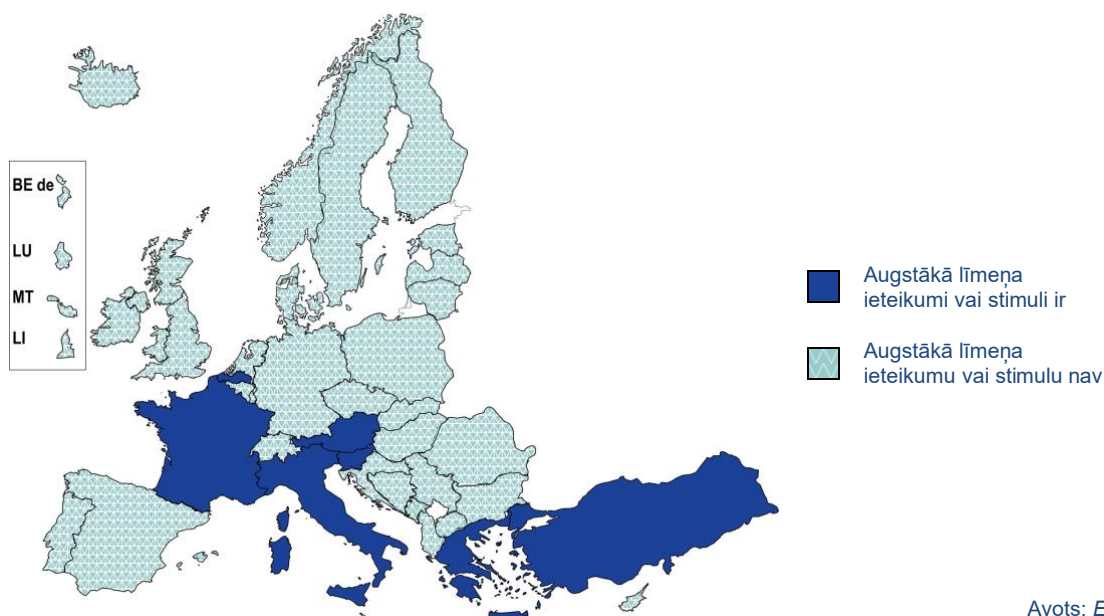 BE de
LU
MT
LI
Augstākā līmeņa
ieteikumi vai stimuli ir
Augstākā līmeņa
ieteikumu vai stimulu nav
Avots: